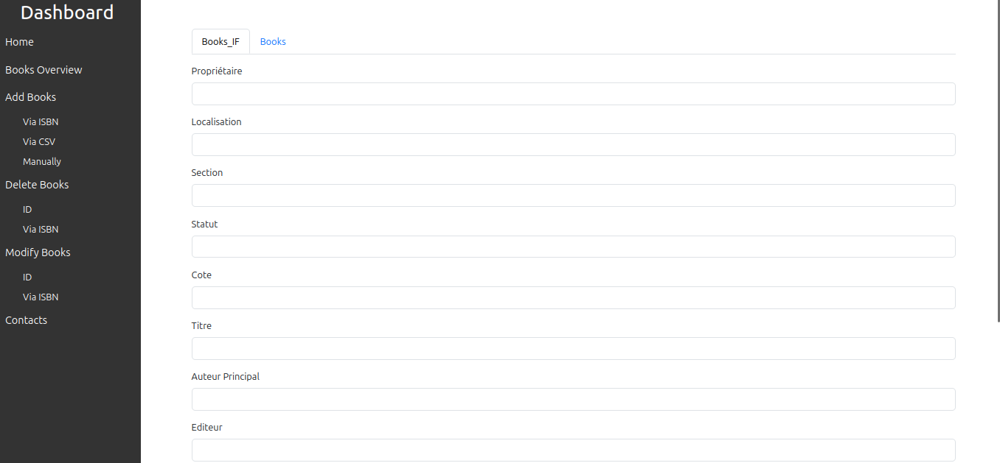 Dashboard
Home
Books Overview
Add Books
Via ISBN
Via CSV
Manually
Delete Books
ID
Via ISBN
Modify Books
ID
Via ISBN
Contacts
Books_IF
Books
Propriétaire
Localisation
Section
Statut
Cote
Titre
Auteur Principal
Editeur